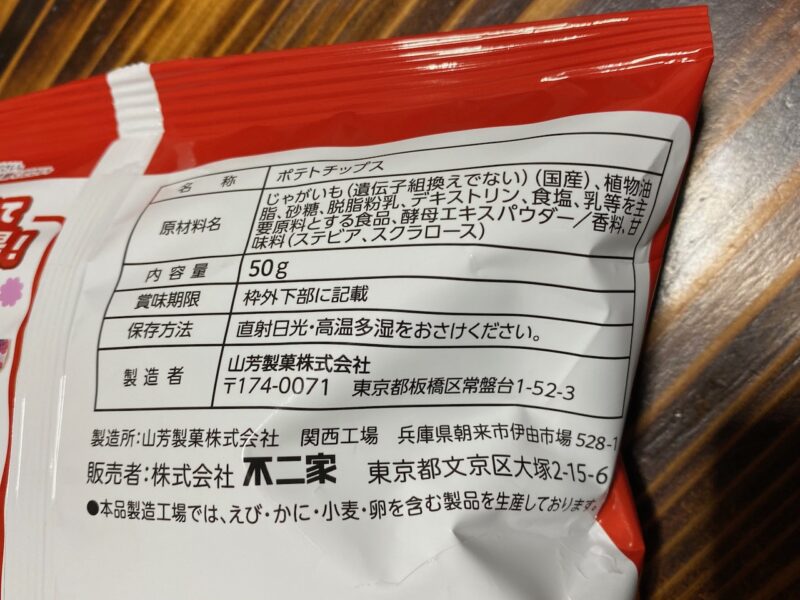 名称 ポテトチップス
原材料名 じゃがいも(遺伝子組換えでない)(国産)、植物油
脂、砂糖、脱脂粉乳、デキストリン、食塩、乳等を主
要原料とする食品、酵母エキスパウダー/香料、甘
味料(ステビア、スクラロース)
内容量 50g
賞味期限 枠外下部に記載
保存方法 直射日光・高温多湿をおさけください。
製造者 山芳製菓株式会社
〒174-0071 東京都板橋区常盤台1-52-3
製造所:山芳製菓株式会社 関西工場 兵庫県朝来市伊由市場528-1
販売者:株式会社 不二家 東京都文京区大塚2-15-6
●本品製造工場では、えび・かに・小麦・卵を含む製品を生産しております。